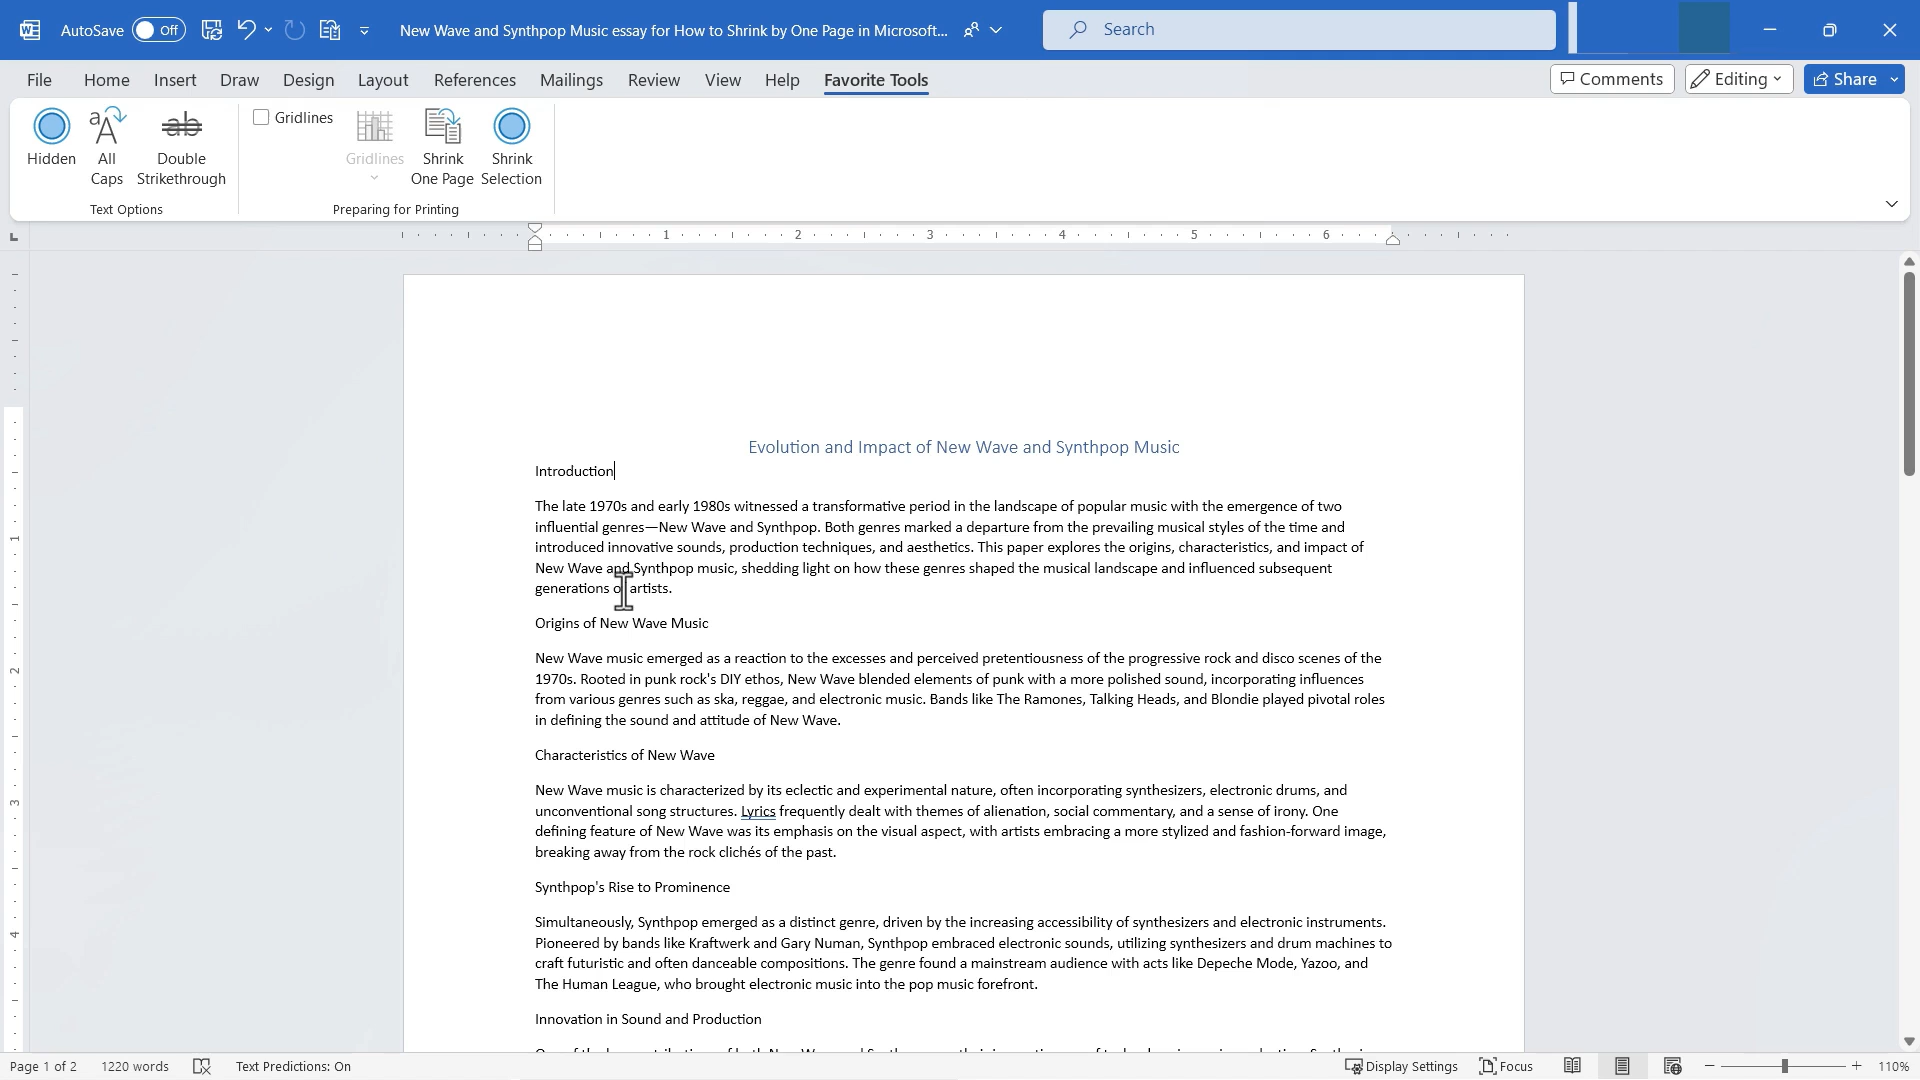 AutoSave Off New Wave and Synthpop Music essay for How to Shrink by One Page in Microsoft... Search
File Home Insert Draw Design Layout References Mailings Review View Help Favorite Tools Comments Editing Share
Hidden
All Caps
Double Strikethrough
Text Options
Gridlines
Gridlines
Shrink One Page
Shrink Selection
Preparing for Printing
1 2 3 4 5 6
Evolution and Impact of New Wave and Synthpop Music
Introduction
The late 1970s and early 1980s witnessed a transformative period in the landscape of popular music with the emergence of two
influential genres—New Wave and Synthpop. Both genres marked a departure from the prevailing musical styles of the time and
introduced innovative sounds, production techniques, and aesthetics. This paper explores the origins, characteristics, and impact of
New Wave and Synthpop music, shedding light on how these genres shaped the musical landscape and influenced subsequent
generations of artists.
Origins of New Wave Music
New Wave music emerged as a reaction to the excesses and perceived pretentiousness of the progressive rock and disco scenes of the
1970s. Rooted in punk rock's DIY ethos, New Wave blended elements of punk with a more polished sound, incorporating influences
from various genres such as ska, reggae, and electronic music. Bands like The Ramones, Talking Heads, and Blondie played pivotal roles
in defining the sound and attitude of New Wave.
Characteristics of New Wave
New Wave music is characterized by its eclectic and experimental nature, often incorporating synthesizers, electronic drums, and
unconventional song structures. Lyrics frequently dealt with themes of alienation, social commentary, and a sense of irony. One
defining feature of New Wave was its emphasis on the visual aspect, with artists embracing a more stylized and fashion-forward image,
breaking away from the rock clichés of the past.
Synthpop's Rise to Prominence
Simultaneously, Synthpop emerged as a distinct genre, driven by the increasing accessibility of synthesizers and electronic instruments.
Pioneered by bands like Kraftwerk and Gary Numan, Synthpop embraced electronic sounds, utilizing synthesizers and drum machines to
craft futuristic and often danceable compositions. The genre found a mainstream audience with acts like Depeche Mode, Yazoo, and
The Human League, who brought electronic music into the pop music forefront.
Innovation in Sound and Production
1
2
3
4
Page 1 of 2 1220 words Text Predictions: On Display Settings Focus 110%